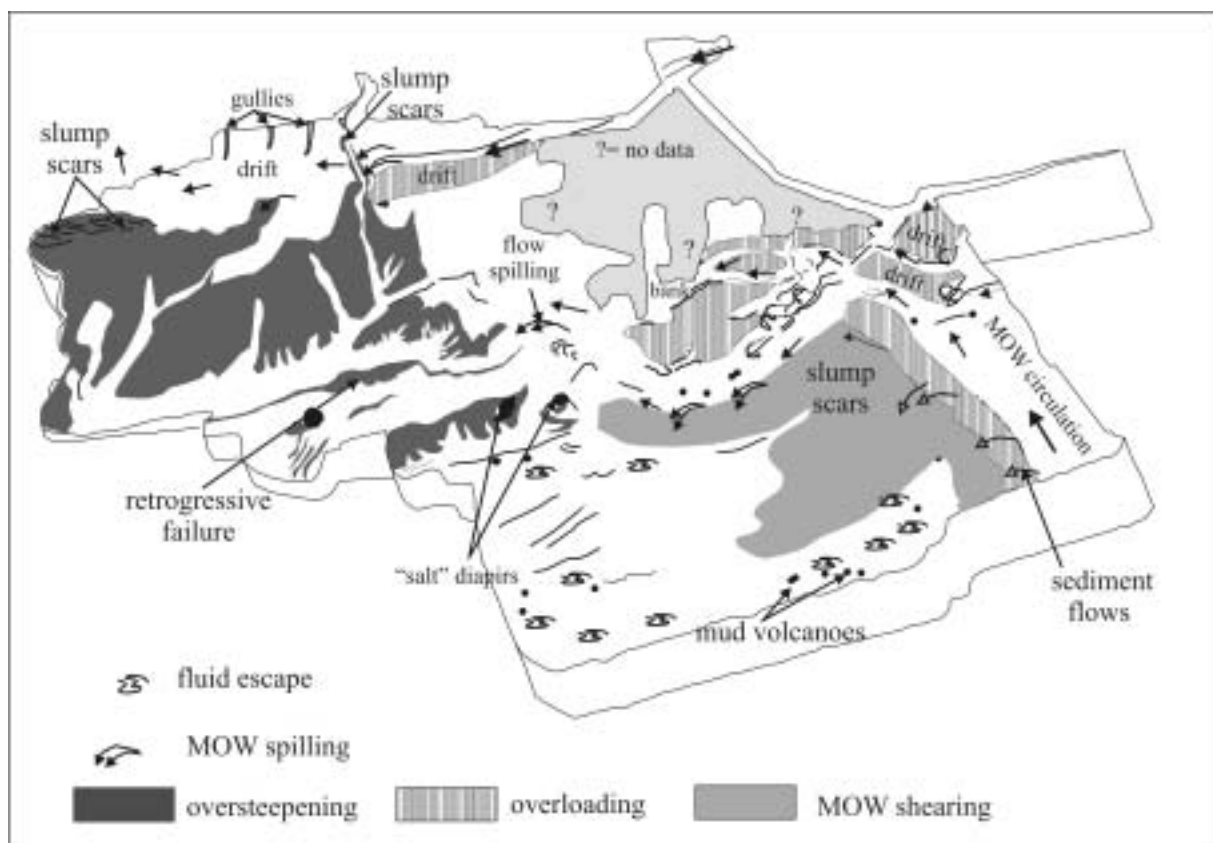 slump
scars
gullies
slump
scars
drift
drift
?= no data
?
?
?
flow
spilling
bank
drift
drift
MOW circulation
slump
scars
retrogressive
failure
"salt" diapirs
mud volcanoes
sediment
flows
fluid escape
MOW spilling
oversteepening
overloading
MOW shearing